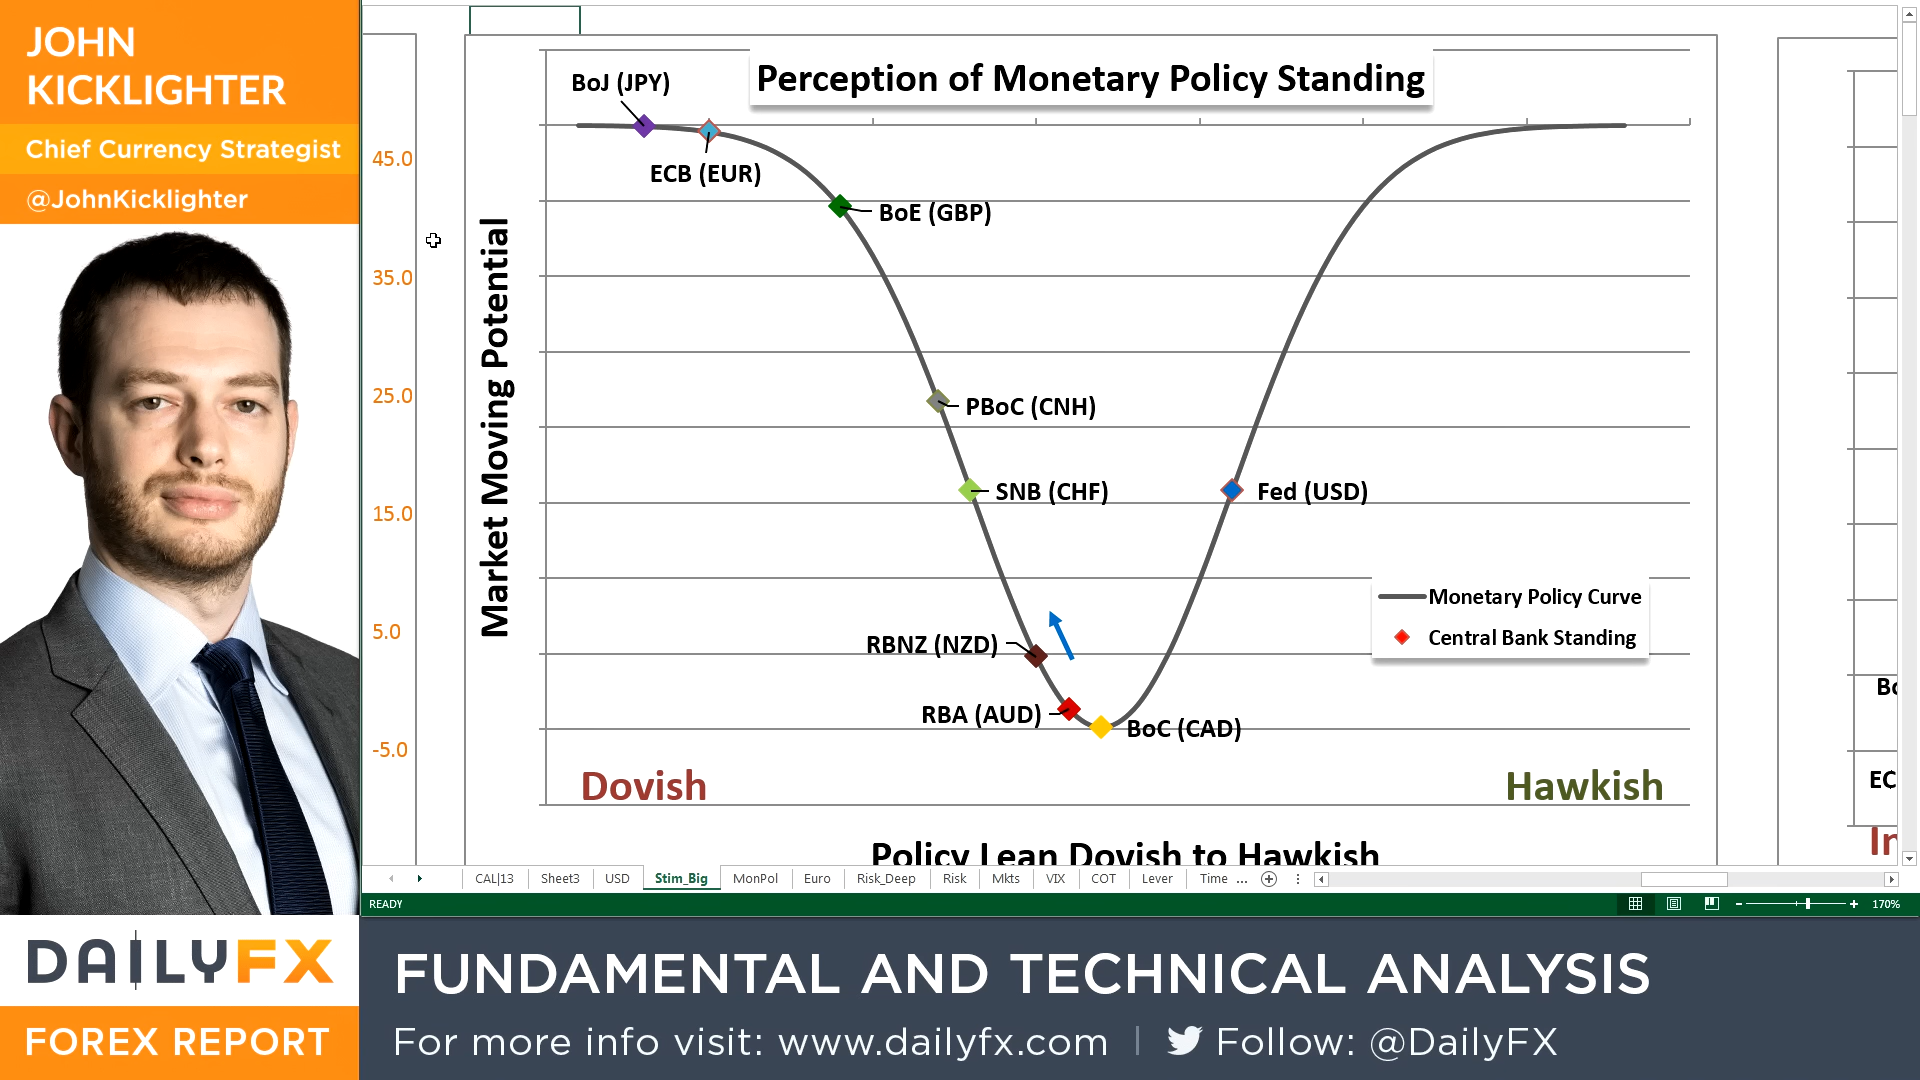 JOHN
KICKLIGHTER
Chief Currency Strategist
@JohnKicklighter
45.0
35.0
25.0
15.0
5.0
-5.0
Perception of Monetary Policy Standing
BoJ (JPY)
ECB (EUR)
BoE (GBP)
PBoC (CNH)
SNB (CHF)
Fed (USD)
RBNZ (NZD)
RBA (AUD)
BoC (CAD)
Market Moving Potential
Monetary Policy Curve
Central Bank Standing
Dovish
Hawkish
Policy Lean Dovish to Hawkish
CAL|13 Sheet3 USD Stim_Big MonPol Euro Risk_Deep Risk Mkts VIX COT Lever Time ...
READY
170%
DAILYFX
FOREX REPORT
FUNDAMENTAL AND TECHNICAL ANALYSIS
For more info visit: www.dailyfx.com | Follow: @DailyFX